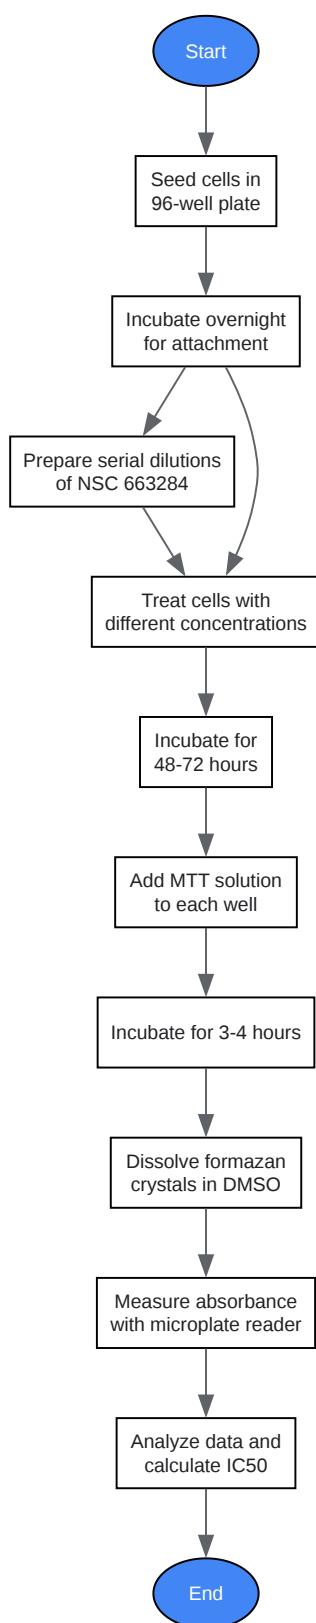 Start
Seed cells in
96-well plate
Incubate overnight
for attachment
Prepare serial dilutions
of NSC 663284
Treat cells with
different concentrations
Incubate for
48-72 hours
Add MTT solution
to each well
Incubate for 3-4 hours
Dissolve formazan
crystals in DMSO
Measure absorbance
with microplate reader
Analyze data and
calculate IC50
End